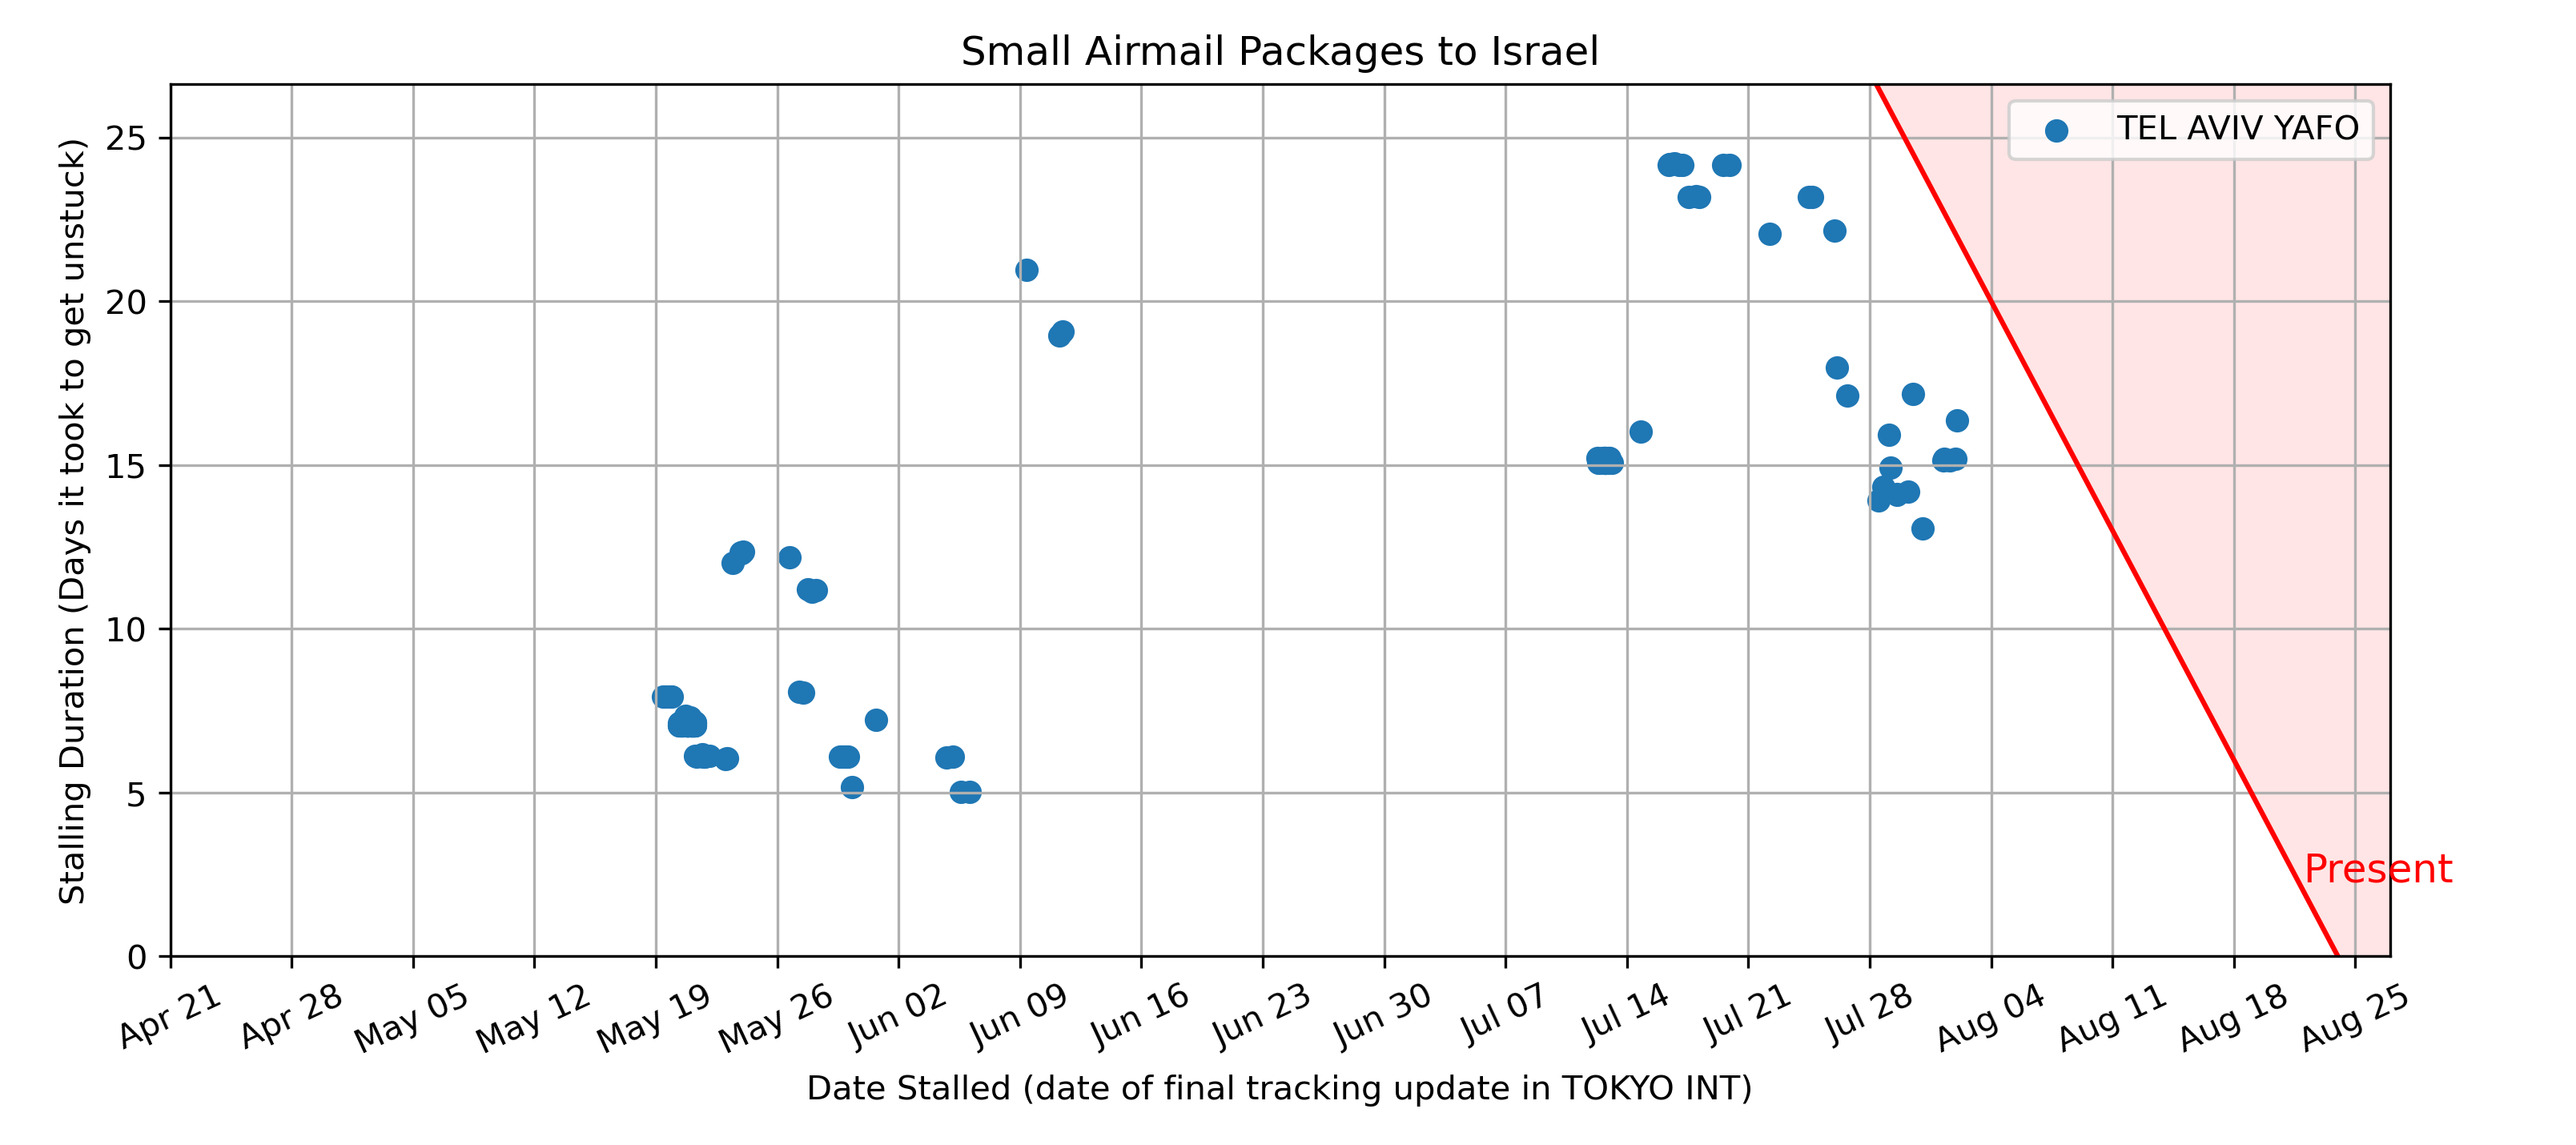 Small Airmail Packages to Israel
TEL AVIV YAFO
Stalling Duration (Days it took to get unstuck)
25
20
15
10
5
0
Present
Apr 21
Apr 28
May 05
May 12
May 19
May 26
Jun 02
Jun 09
Jun 16
Jun 23
Jun 30
Jul 07
Jul 14
Jul 21
Jul 28
Aug 04
Aug 11
Aug 18
Aug 25
Date Stalled (date of final tracking update in TOKYO INT)